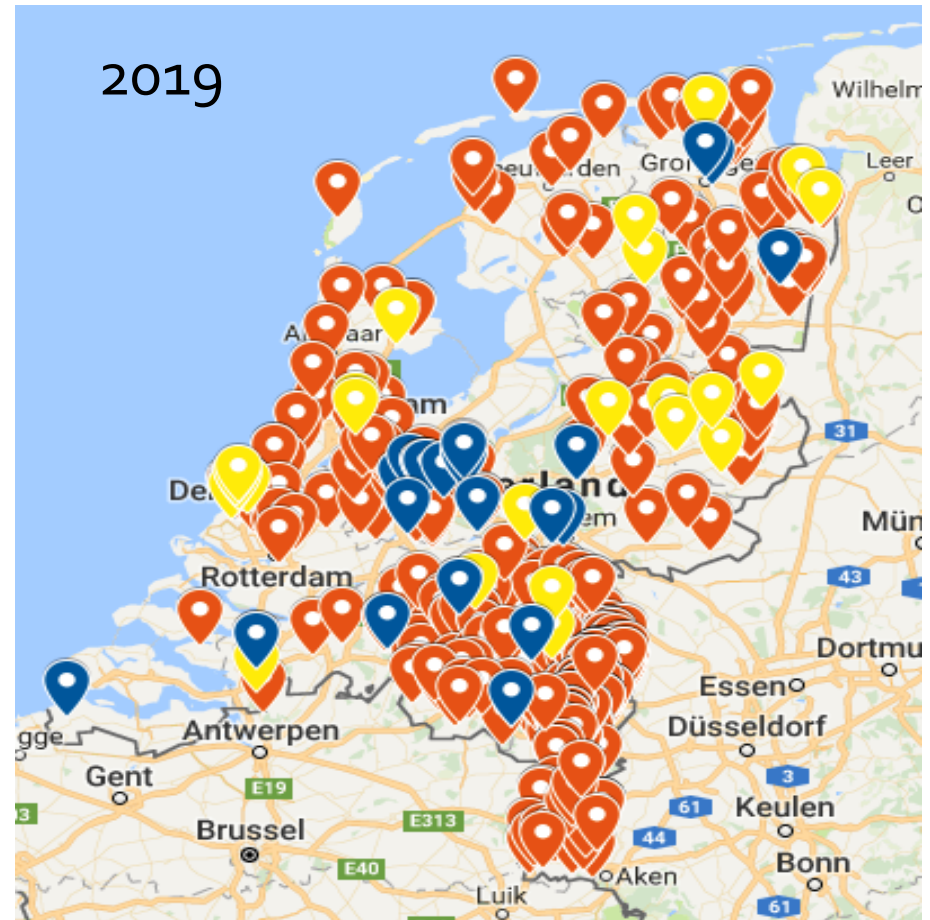 2019
Wilhelm
Leer
31
Mün
Rotterdam
43
Dortmu
Essen
Antwerpen
Düsseldorf
Gent
E19
3
Keulen
61
Brussel
E313
44
E40
Bonn
Aken
Luik
61